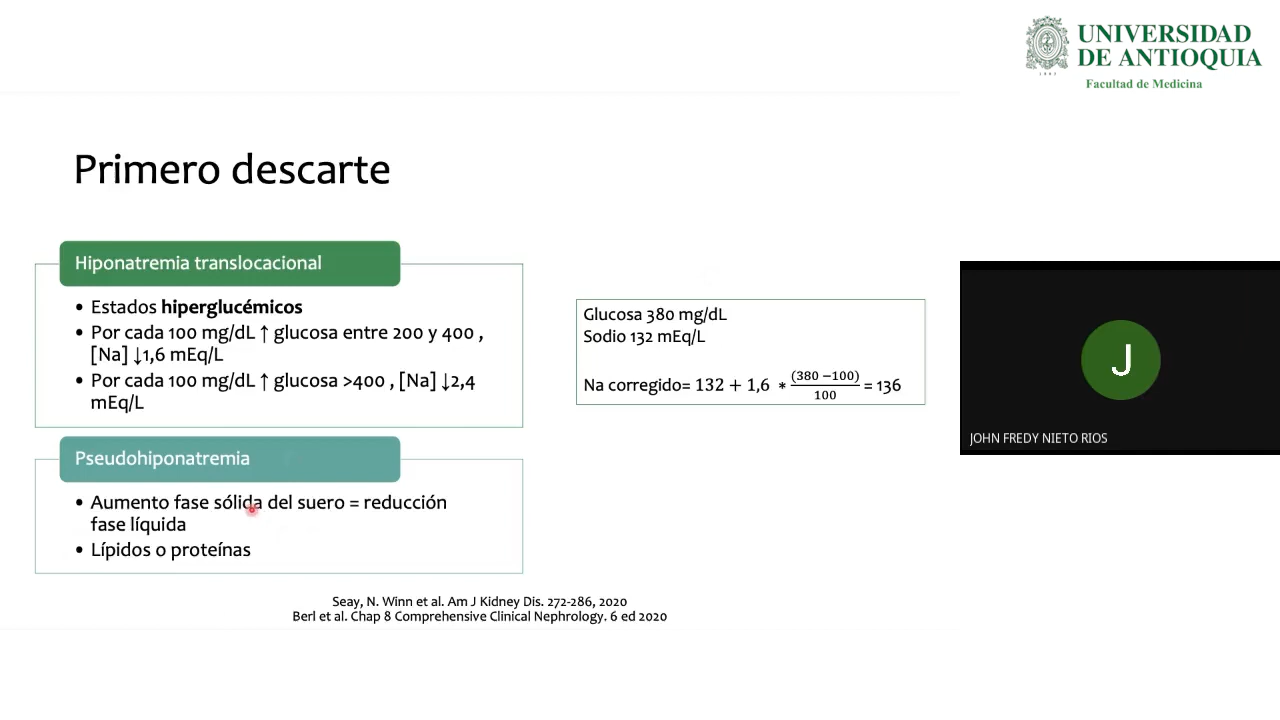 UNIVERSIDAD
DE ANTIOQUIA
1803
Facultad de Medicina
Primero descarte
Hiponatremia translocacional
• Estados hiperglucémicos
• Por cada 100 mg/dL ↑ glucosa entre 200 y 400 ,
[Na] ↓1,6 mEq/L
• Por cada 100 mg/dL ↑ glucosa >400 , [Na] ↓2,4
mEq/L
Glucosa 380 mg/dL
Sodio 132 mEq/L
Na corregido= 132 + 1,6 * (380 −100)/100 = 136
Pseudohiponatremia
• Aumento fase sólida del suero = reducción
fase líquida
• Lípidos o proteínas
Seay, N. Winn et al. Am J Kidney Dis. 272-286, 2020
Berl et al. Chap 8 Comprehensive Clinical Nephrology. 6 ed 2020
J
JOHN FREDY NIETO RIOS